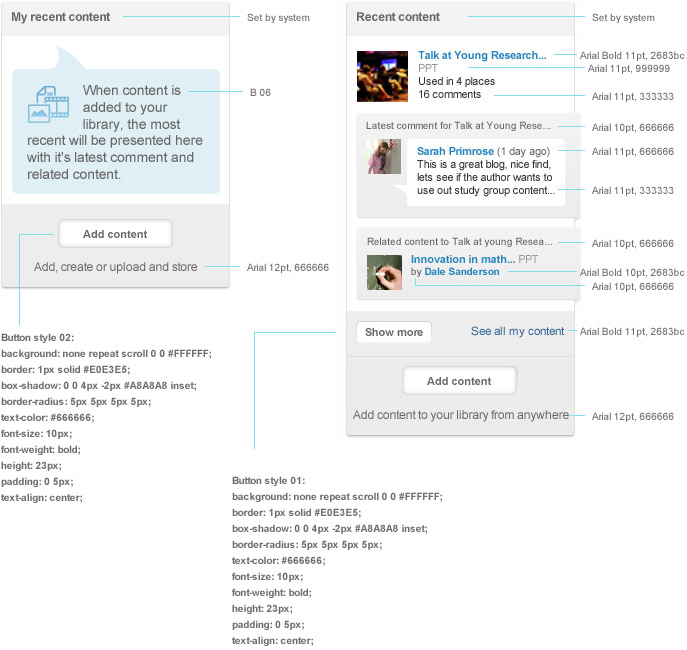 My recent content
Set by system
When content is
added to your
library, the most
recent will be presented here
with it's latest comment and
related content.
B 06
Add content
Add, create or upload and store
Arial 12pt, 666666
Button style 02:
background: none repeat scroll 0 0 #FFFFFF;
border: 1px solid #E0E3E5;
box-shadow: 0 0 4px -2px #A8A8A8 inset;
border-radius: 5px 5px 5px 5px;
text-color: #666666;
font-size: 10px;
font-weight: bold;
height: 23px;
padding: 0 5px;
text-align: center;
Recent content
Set by system
Talk at Young Research...
Arial Bold 11pt, 2683bc
PPT
Arial 11pt, 999999
Used in 4 places
16 comments
Arial 11pt, 333333
Latest comment for Talk at Young Rese...
Arial 10pt, 666666
Sarah Primrose (1 day ago)
Arial 11pt, 666666
This is a great blog, nice find,
lets see if the author wants to
use out study group content...
Arial 11pt, 333333
Related content to Talk at young Resea...
Arial 10pt, 666666
Innovation in math... PPT
by Dale Sanderson
Arial Bold 10pt, 2683bc
Arial 10pt, 666666
Show more
See all my content
Arial Bold 11pt, 2683bc
Add content
Add content to your library from anywhere
Arial 12pt, 666666
Button style 01:
background: none repeat scroll 0 0 #FFFFFF;
border: 1px solid #E0E3E5;
box-shadow: 0 0 4px -2px #A8A8A8 inset;
border-radius: 5px 5px 5px 5px;
text-color: #666666;
font-size: 10px;
font-weight: bold;
height: 23px;
padding: 0 5px;
text-align: center;